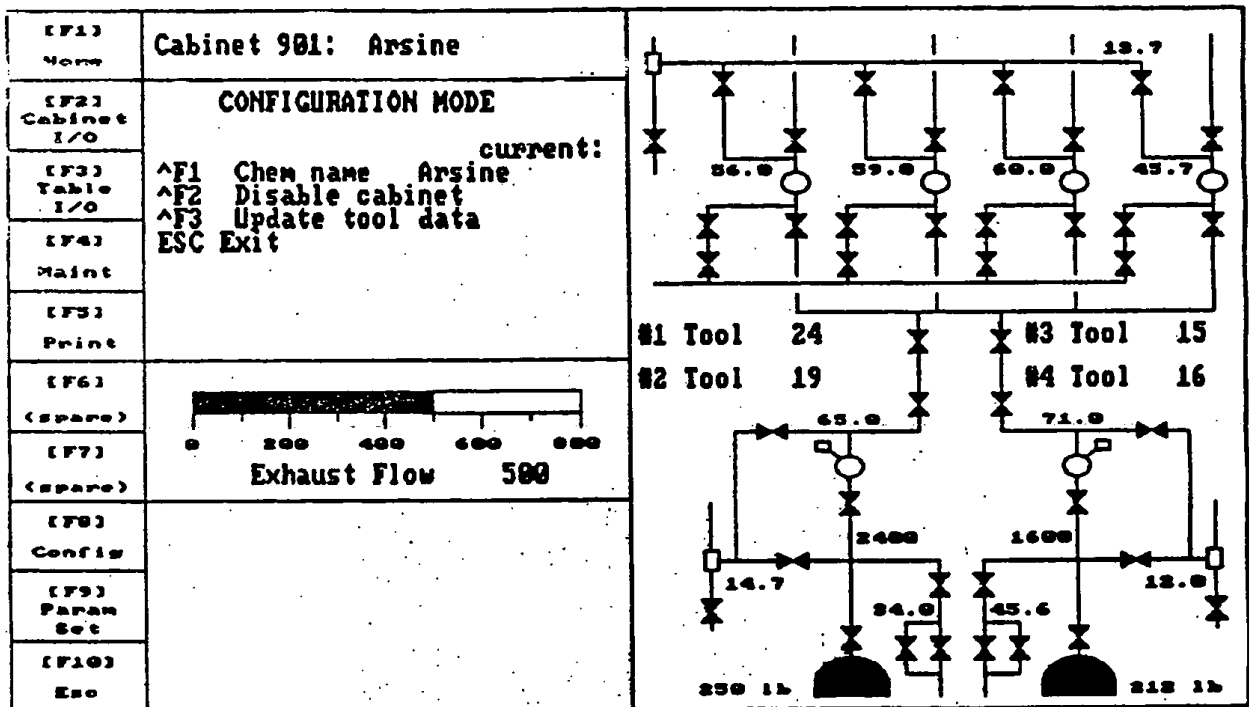 [F1]
Home
[F2]
Cabinet
I/O
[F3]
Table
I/O
[F4]
Maint
[F5]
Print
[F6]
(spare)
[F7]
(spare)
[F8]
Config
[F9]
Param
Set
[F10]
Esc
Cabinet 901: Arsine
CONFIGURATION MODE
current:
^F1 Chem name Arsine
^F2 Disable cabinet
^F3 Update tool data
ESC Exit
0 200 400 600 800
Exhaust Flow 500
13.7
56.0 59.0 60.0 45.7
#1 Tool 24 #3 Tool 15
#2 Tool 19 #4 Tool 16
65.0 71.0
2400 1600
14.7 12.0
94.0 45.6
250 lb 212 lb